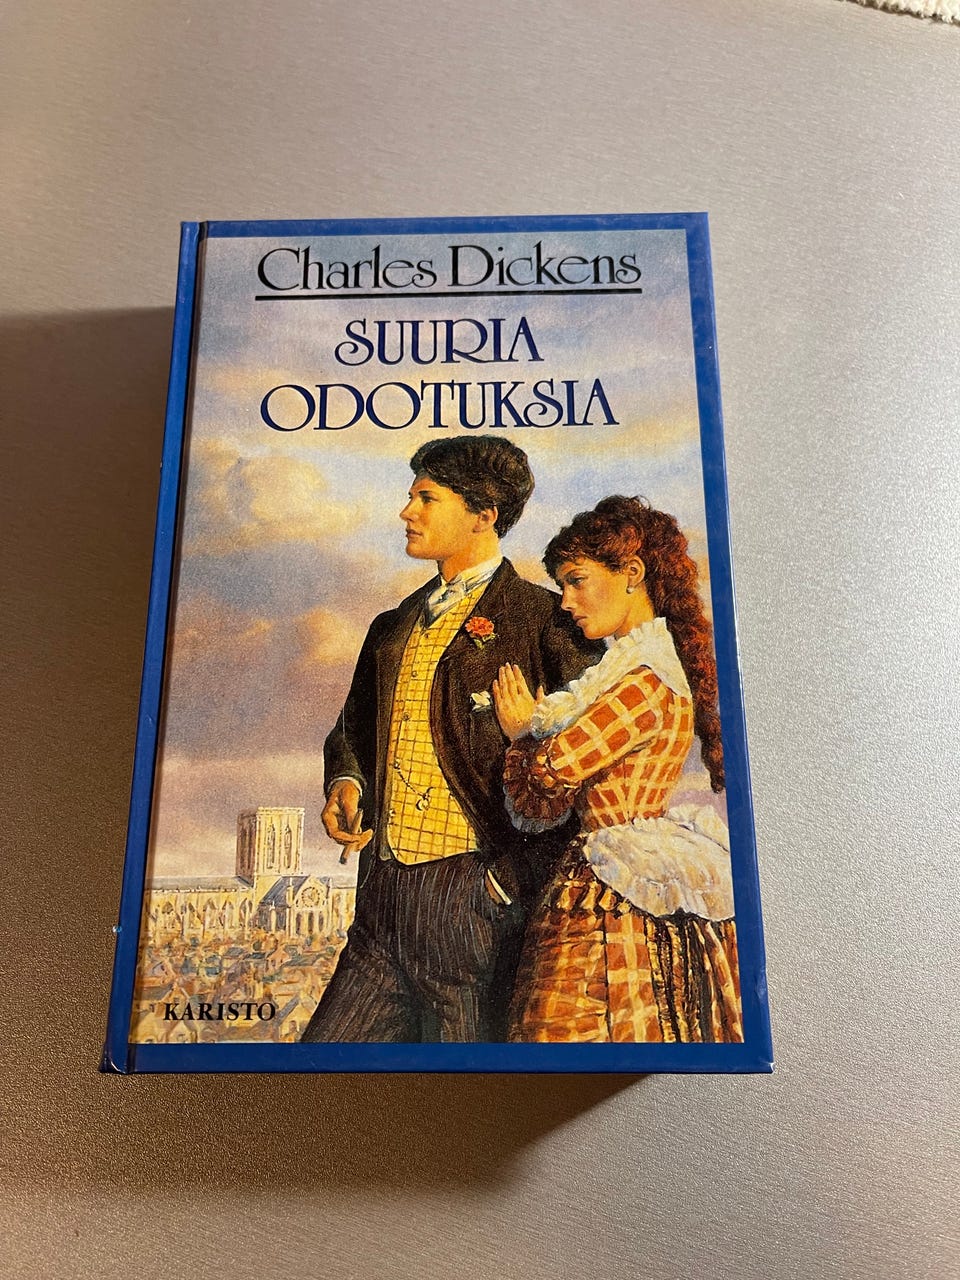 Charles Dickens
SUURIA
ODOTUKSIA
KARISTO